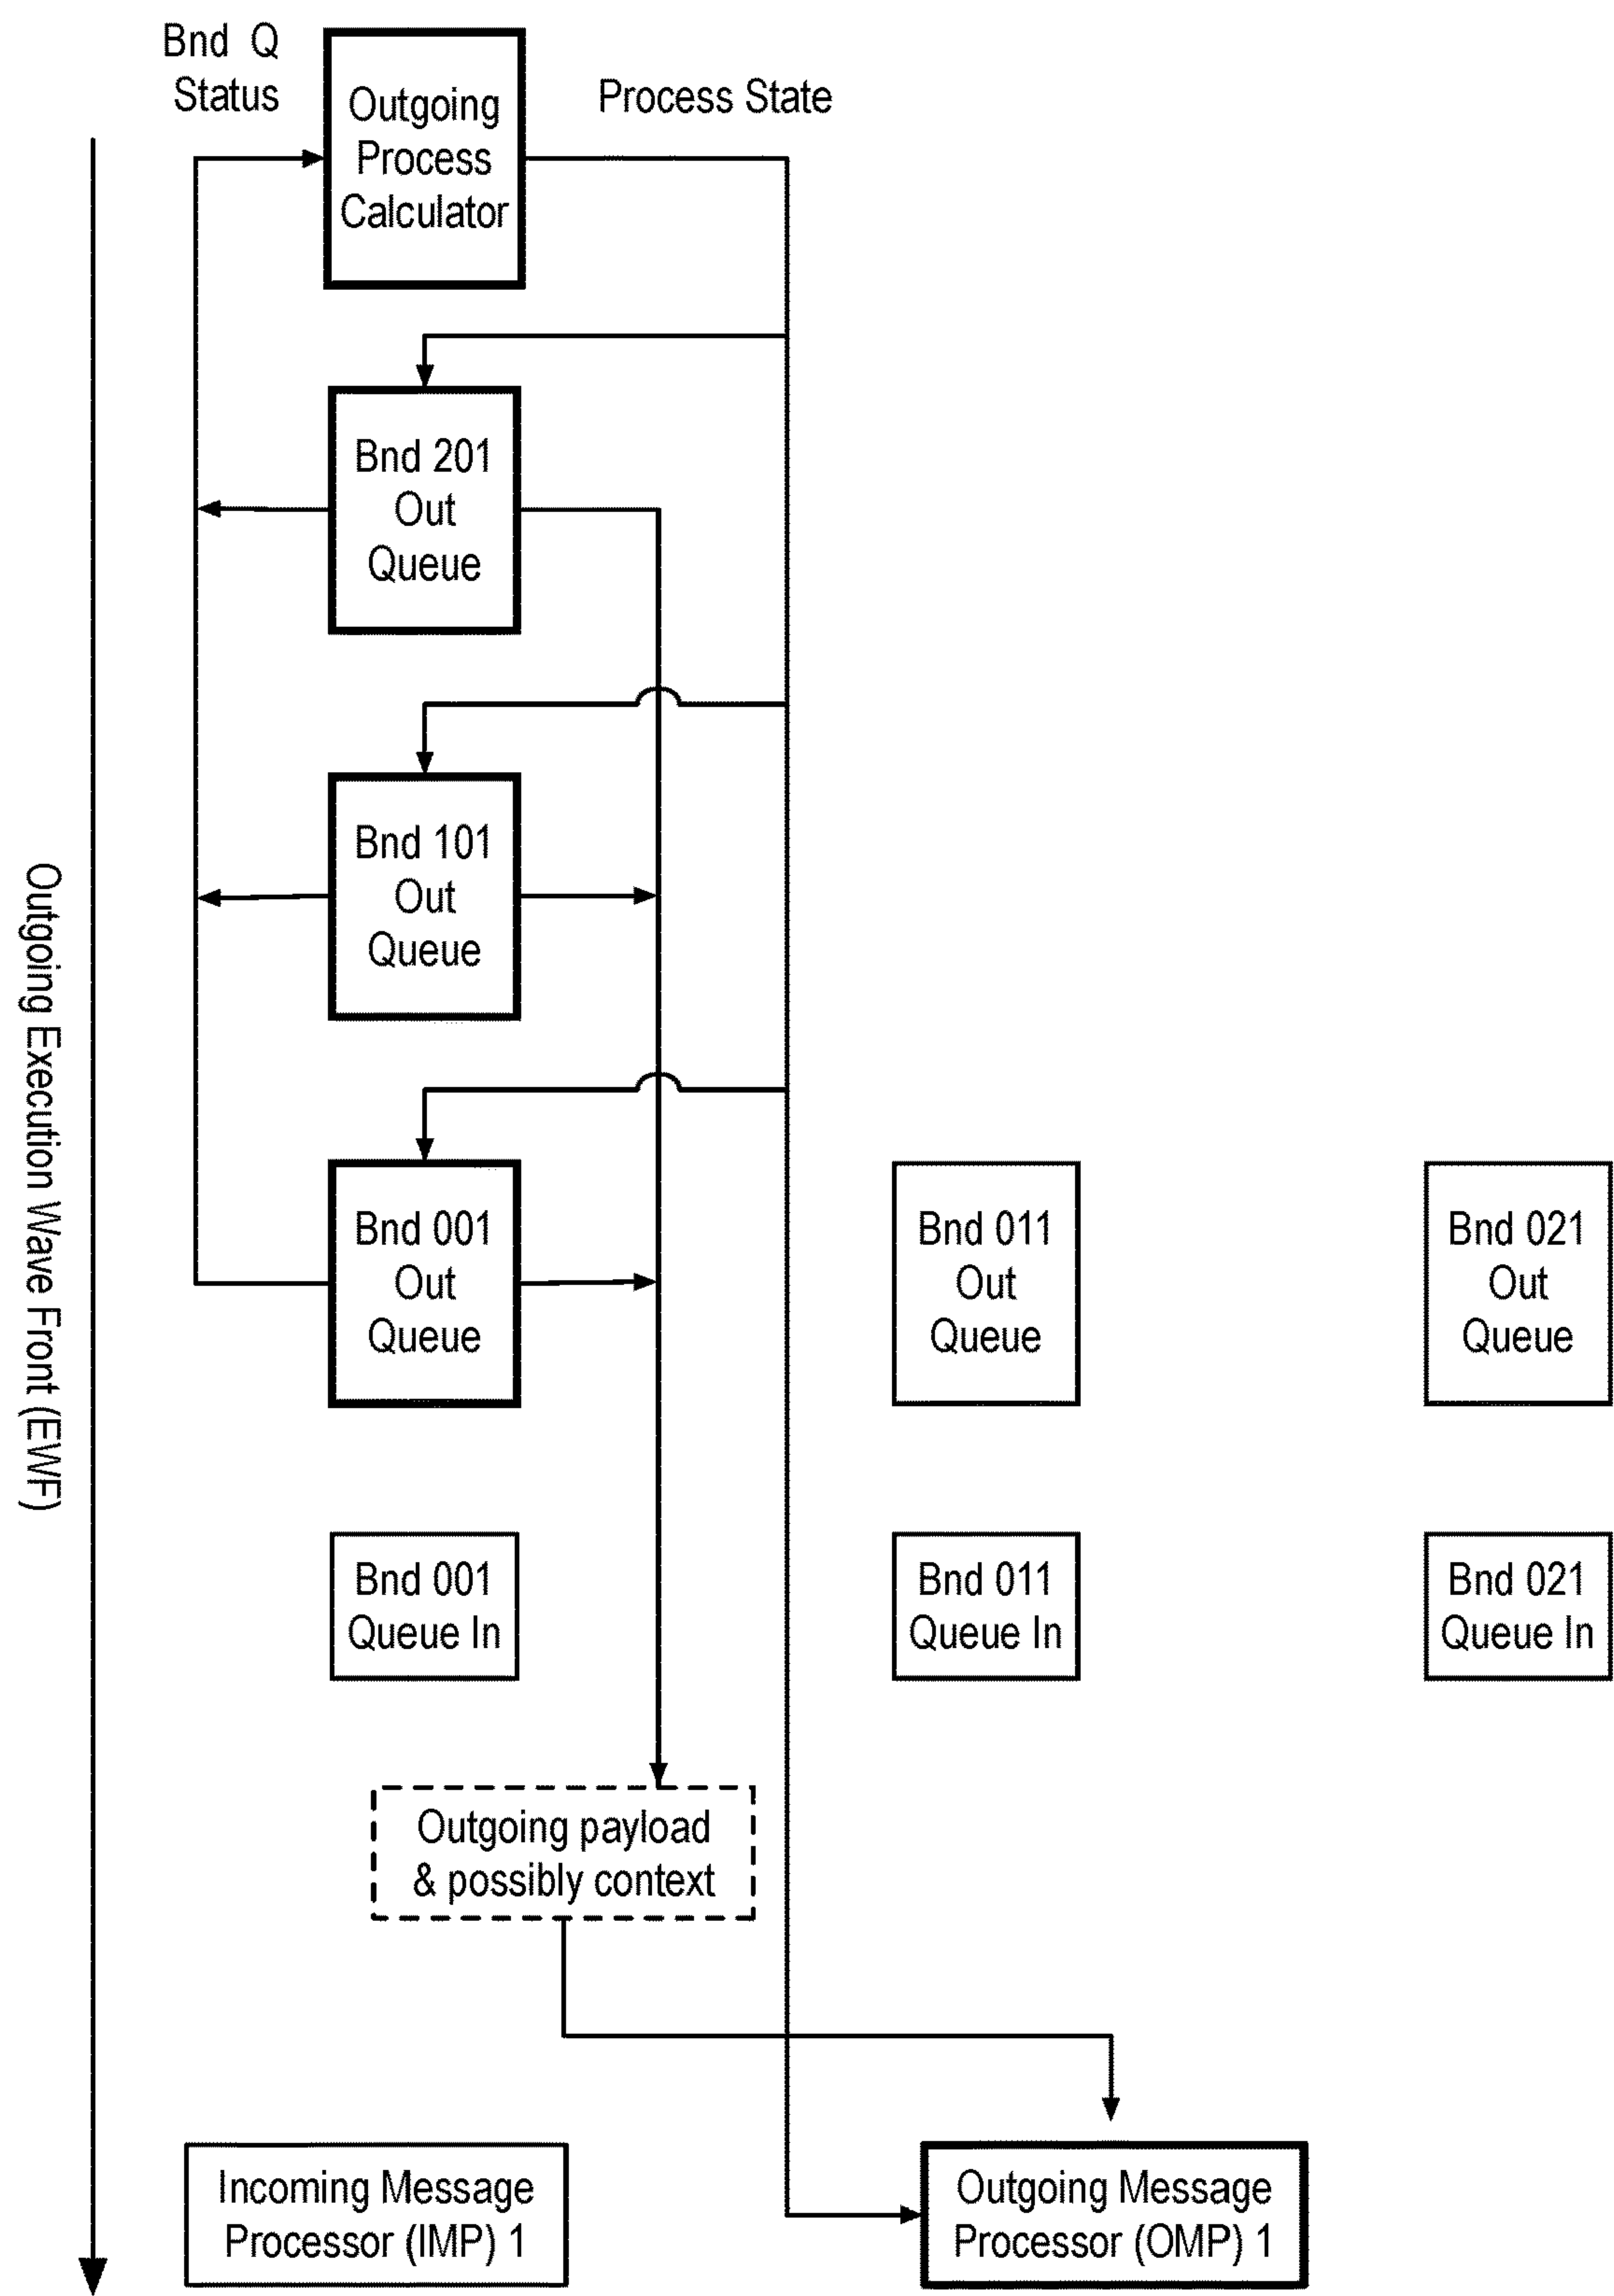 Bnd Q
Status
Outgoing
Process
Calculator
Process State
Bnd 201
Out
Queue
Bnd 101
Out
Queue
Outgoing Execution Wave Front (EWF)
Bnd 001
Out
Queue
Bnd 011
Out
Queue
Bnd 021
Out
Queue
Bnd 001
Queue In
Bnd 011
Queue In
Bnd 021
Queue In
Outgoing payload
& possibly context
Incoming Message
Processor (IMP) 1
Outgoing Message
Processor (OMP) 1